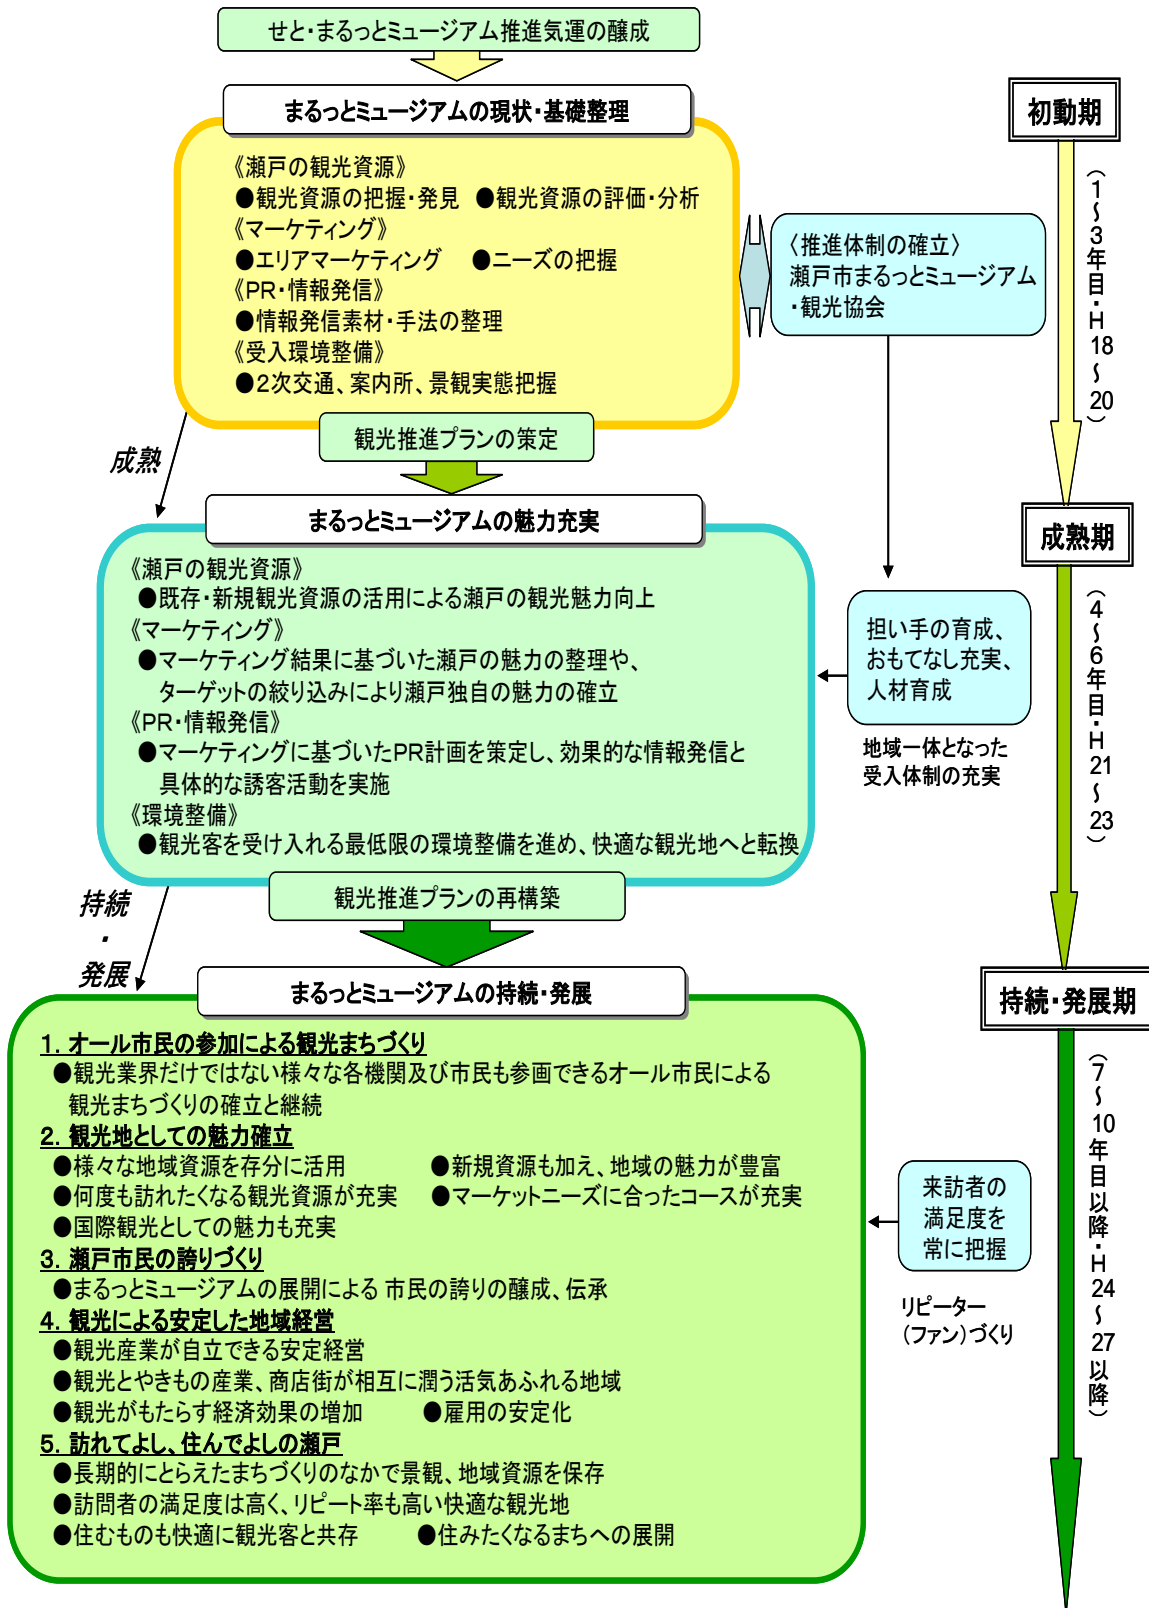 せと・まるっとミュージアム推進気運の醸成
まるっとミュージアムの現状・基礎整理
《瀬戸の観光資源》
●観光資源の把握・発見 ●観光資源の評価・分析
《マーケティング》
●エリアマーケティング ●ニーズの把握
《PR・情報発信》
●情報発信素材・手法の整理
《受入環境整備》
●2次交通、案内所、景観実態把握
〈推進体制の確立〉
瀬戸市まるっとミュージアム
・観光協会
初動期
(1~3年目・H18~20)
観光推進プランの策定
成熟
まるっとミュージアムの魅力充実
《瀬戸の観光資源》
●既存・新規観光資源の活用による瀬戸の観光魅力向上
《マーケティング》
●マーケティング結果に基づいた瀬戸の魅力の整理や、
ターゲットの絞り込みにより瀬戸独自の魅力の確立
《PR・情報発信》
●マーケティングに基づいたPR計画を策定し、効果的な情報発信と
具体的な誘客活動を実施
《環境整備》
●観光客を受け入れる最低限の環境整備を進め、快適な観光地へと転換
担い手の育成、
おもてなし充実、
人材育成
地域一体となった
受入体制の充実
成熟期
(4~6年目・H21~23)
観光推進プランの再構築
持続
・
発展
まるっとミュージアムの持続・発展
1. オール市民の参加による観光まちづくり
●観光業界だけではない様々な各機関及び市民も参画できるオール市民による
観光まちづくりの確立と継続
2. 観光地としての魅力確立
●様々な地域資源を存分に活用 ●新規資源も加え、地域の魅力が豊富
●何度も訪れたくなる観光資源が充実 ●マーケットニーズに合ったコースが充実
●国際観光としての魅力も充実
3. 瀬戸市民の誇りづくり
●まるっとミュージアムの展開による 市民の誇りの醸成、伝承
4. 観光による安定した地域経営
●観光産業が自立できる安定経営
●観光とやきもの産業、商店街が相互に潤う活気あふれる地域
●観光がもたらす経済効果の増加 ●雇用の安定化
5. 訪れてよし、住んでよしの瀬戸
●長期的にとらえたまちづくりのなかで景観、地域資源を保存
●訪問者の満足度は高く、リピート率も高い快適な観光地
●住むものも快適に観光客と共存 ●住みたくなるまちへの展開
来訪者の
満足度を
常に把握
リピーター
(ファン)づくり
持続・発展期
(7~10年目以降・H24~27以降)